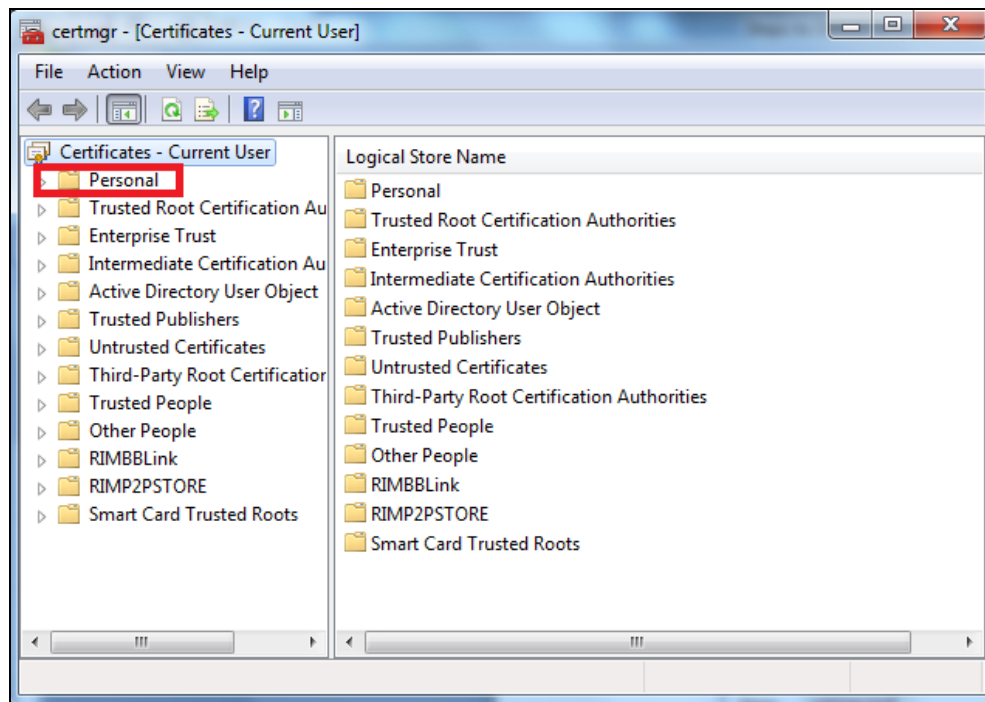 certmgr - [Certificates - Current User]
File Action View Help
Certificates - Current User
Personal
Trusted Root Certification Au
Enterprise Trust
Intermediate Certification Au
Active Directory User Object
Trusted Publishers
Untrusted Certificates
Third-Party Root Certification
Trusted People
Other People
RIMBBLink
RIMP2PSTORE
Smart Card Trusted Roots
Logical Store Name
Personal
Trusted Root Certification Authorities
Enterprise Trust
Intermediate Certification Authorities
Active Directory User Object
Trusted Publishers
Untrusted Certificates
Third-Party Root Certification Authorities
Trusted People
Other People
RIMBBLink
RIMP2PSTORE
Smart Card Trusted Roots